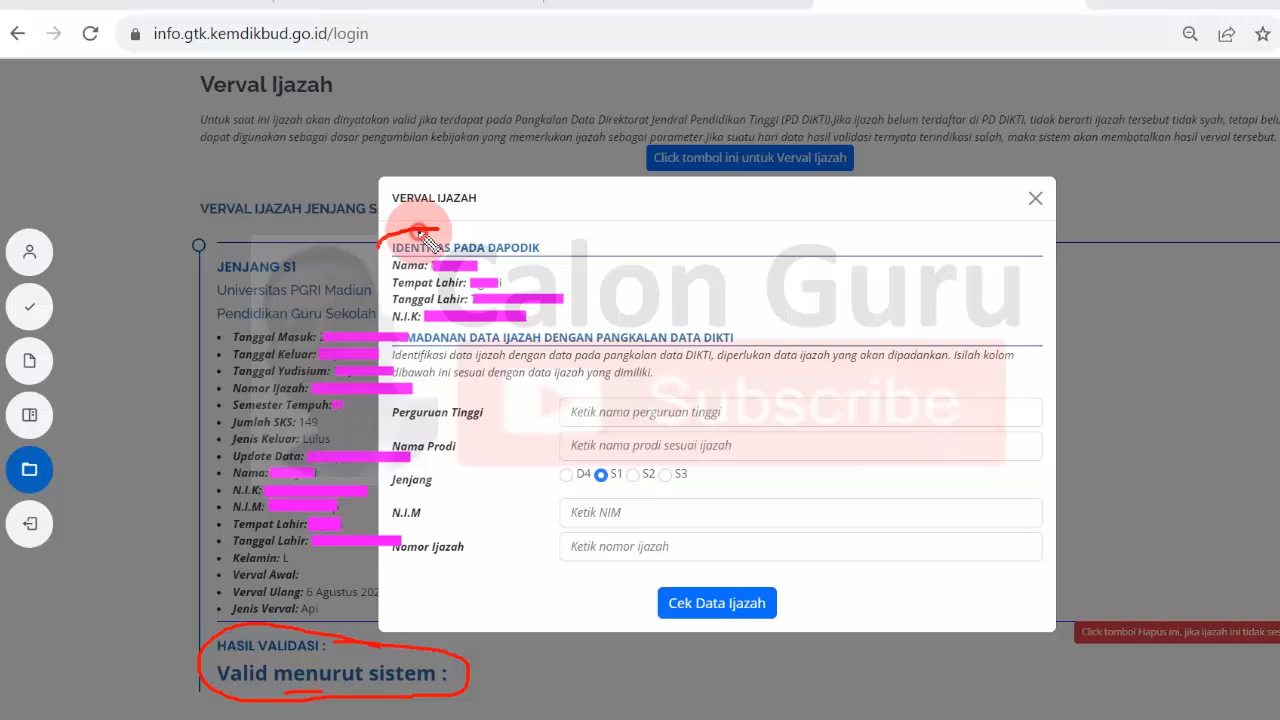 info.gtk.kemdikbud.go.id/login
Verval Ijazah
Untuk saat ini ijazah akan dinyatakan valid jika terdapat pada Pangkalan Data Direktorat Jendral Pendidikan Tinggi (PD DIKTI).Jika Ijazah belum terdaftar di PD DIKTI, tidak berarti ijazah tersebut tidak syah, tetapi belu
dapat digunakan sebagai dasar pengambilan kebijakan yang memerlukan ijazah sebagai parameter.Jika suatu hari data hasil validasi ternyata terindikasi salah, maka sistem akan membatalkan hasil verval tersebut.
Click tombol ini untuk Verval Ijazah
VERVAL IJAZAH JENJANG S
JENJANG S1
Universitas PGRI Madiun
Pendidikan Guru Sekolah
Tanggal Masuk:
Tanggal Keluar:
Tanggal Yudisium:
Nomor Ijazah:
Semester Tempuh:
Jumlah SKS: 149
Jenis Keluar: Lulus
Update Data:
Nama:
N.I.K:
N.I.M:
Tempat Lahir:
Tanggal Lahir:
Kelamin: L
Verval Awal:
Verval Ulang: 6 Agustus 202
Jenis Verval: Api
HASIL VALIDASI :
Valid menurut sistem :
VERVAL IJAZAH
IDENTITAS PADA DAPODIK
Nama:
Tempat Lahir:
Tanggal Lahir:
N.I.K:
MADANAN DATA IJAZAH DENGAN PANGKALAN DATA DIKTI
Identifikasi data ijazah dengan data pada pangkalan data DIKTI, diperlukan data ijazah yang akan dipadankan. Isilah kolom
dibawah ini sesuai dengan data ijazah yang dimiliki.
Perguruan Tinggi Ketik nama perguruan tinggi
Nama Prodi Ketik nama prodi sesuai ijazah
Jenjang D4 S1 S2 S3
N.I.M Ketik NIM
Nomor Ijazah Ketik nomor ijazah
Cek Data Ijazah
Click tombol Hapus ini, jika ijazah ini tidak ses
Calon Guru
Subscribe